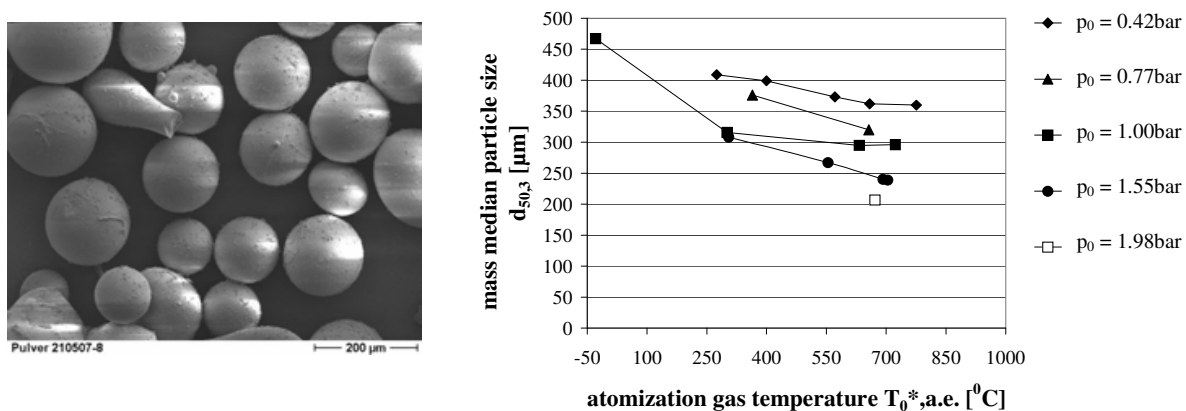 Pulver 210507-8
200 µm
mass median particle size
d50,3 [µm]
500
450
400
350
300
250
200
150
100
50
0
-50 100 250 400 550 700 850 1000
atomization gas temperature T0*,a.e. [0C]
p0 = 0.42bar
p0 = 0.77bar
p0 = 1.00bar
p0 = 1.55bar
p0 = 1.98bar